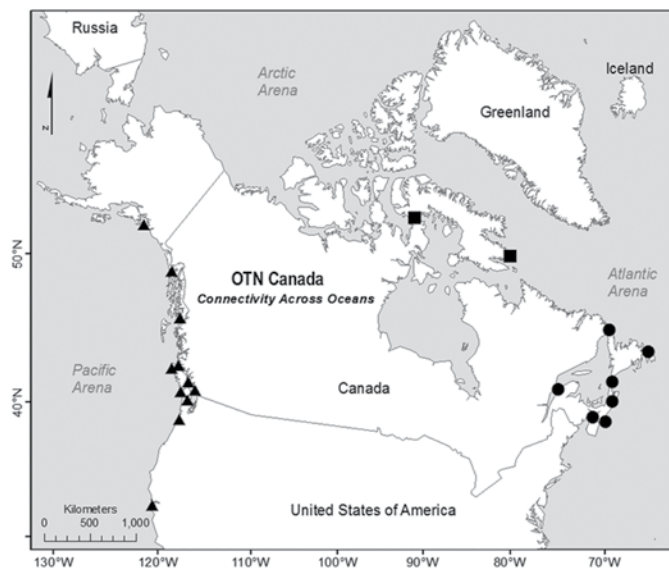 Russia
Iceland
Arctic
Arena
Greenland
N
50°N
OTN Canada
Connectivity Across Oceans
Atlantic
Arena
Pacific
Arena
Canada
40°N
Kilometers
0 500 1,000
United States of America
130°W 120°W 110°W 100°W 90°W 80°W 70°W